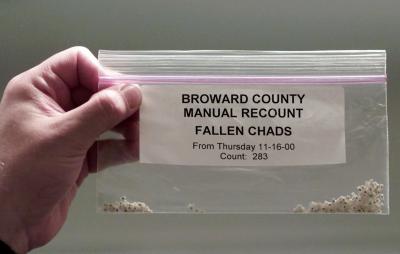 BROWARD COUNTY
MANUAL RECOUNT
FALLEN CHADS
From Thursday 11-16-00
Count: 283